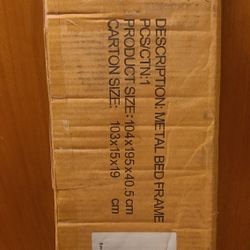 DESCRIPTION: METAL BED FRAME
PCS/CTN:1
PRODUCT SIZE:104x195x40.5 cm
CARTON SIZE: 103x15x19 cm